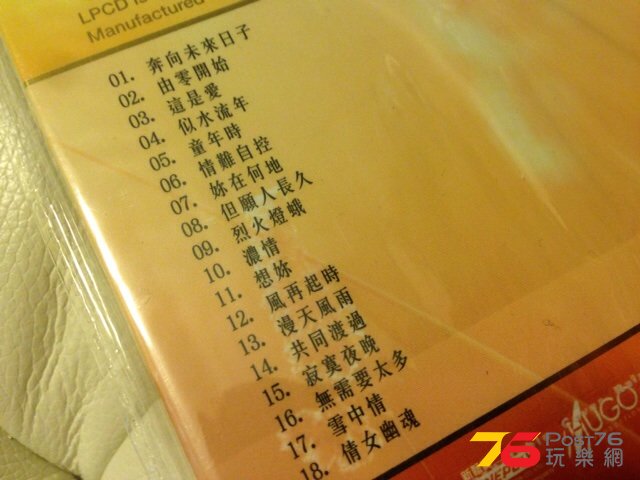 LPCD is
Manufactured
01. 奔向未來日子
02. 由零開始
03. 這是愛
04. 似水流年
05. 童年時
06. 情難自控
07. 妳在何地
08. 但願人長久
09. 烈火燈蛾
10. 濃情
11. 想妳
12. 風再起時
13. 漫天風雨
14. 共同渡過
15. 寂寞夜晚
16. 無需要太多
17. 雪中情
18. 倩女幽魂
HUGO
76 Post76
玩樂網